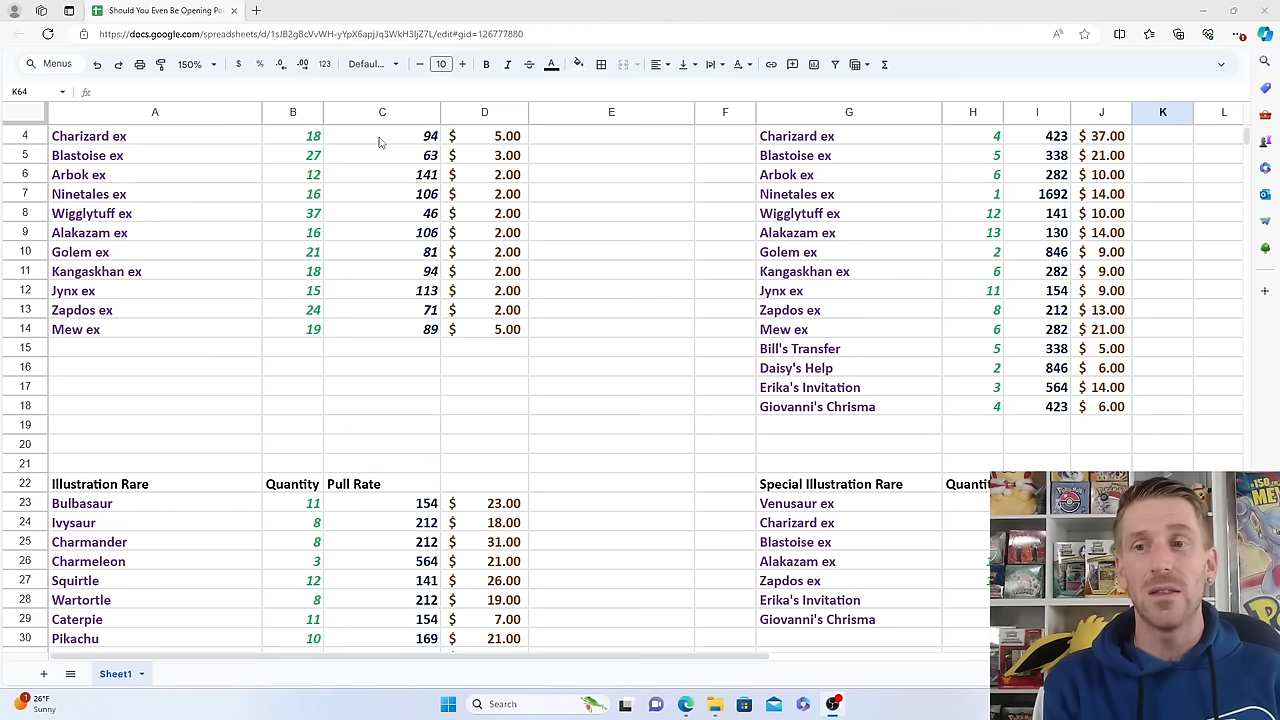 Should You Even Be Opening Po
https://docs.google.com/spreadsheets/d/1sJB2gBcVvWH-yYpX6apjJq3WkH3IjZ7L/edit#gid=126777880
Menus 150% $ % .0 .00 123 Defaul... 10 B I A
K64 fx
A B C D E F G H I J K L
4 Charizard ex 18 94 $ 5.00 Charizard ex 4 423 $ 37.00
5 Blastoise ex 27 63 $ 3.00 Blastoise ex 5 338 $ 21.00
6 Arbok ex 12 141 $ 2.00 Arbok ex 6 282 $ 10.00
7 Ninetales ex 16 106 $ 2.00 Ninetales ex 1 1692 $ 14.00
8 Wigglytuff ex 37 46 $ 2.00 Wigglytuff ex 12 141 $ 10.00
9 Alakazam ex 16 106 $ 2.00 Alakazam ex 13 130 $ 14.00
10 Golem ex 21 81 $ 2.00 Golem ex 2 846 $ 9.00
11 Kangaskhan ex 18 94 $ 2.00 Kangaskhan ex 6 282 $ 9.00
12 Jynx ex 15 113 $ 2.00 Jynx ex 11 154 $ 9.00
13 Zapdos ex 24 71 $ 2.00 Zapdos ex 8 212 $ 13.00
14 Mew ex 19 89 $ 5.00 Mew ex 6 282 $ 21.00
15 Bill's Transfer 5 338 $ 5.00
16 Daisy's Help 2 846 $ 6.00
17 Erika's Invitation 3 564 $ 14.00
18 Giovanni's Chrisma 4 423 $ 6.00
19
20
21
22 Illustration Rare Quantity Pull Rate Special Illustration Rare Quantit
23 Bulbasaur 11 154 $ 23.00 Venusaur ex
24 Ivysaur 8 212 $ 18.00 Charizard ex
25 Charmander 8 212 $ 31.00 Blastoise ex
26 Charmeleon 3 564 $ 21.00 Alakazam ex
27 Squirtle 12 141 $ 26.00 Zapdos ex
28 Wartortle 8 212 $ 19.00 Erika's Invitation
29 Caterpie 11 154 $ 7.00 Giovanni's Chrisma
30 Pikachu 10 169 $ 21.00
Sheet1
26°F
Sunny
Search